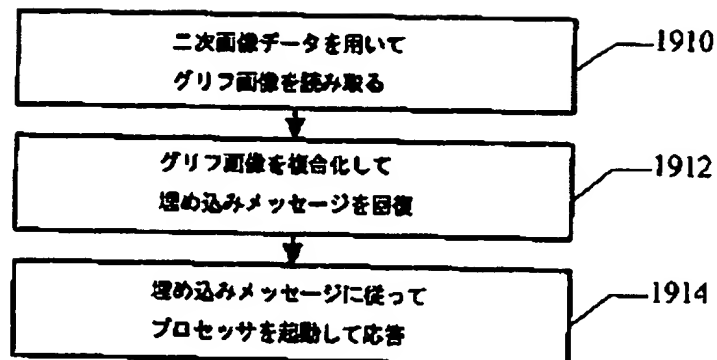 二次画像データを用いて
グリフ画像を読み取る
1910
グリフ画像を複合化して
埋め込みメッセージを回復
1912
埋め込みメッセージに従って
プロセッサを起動して応答
1914